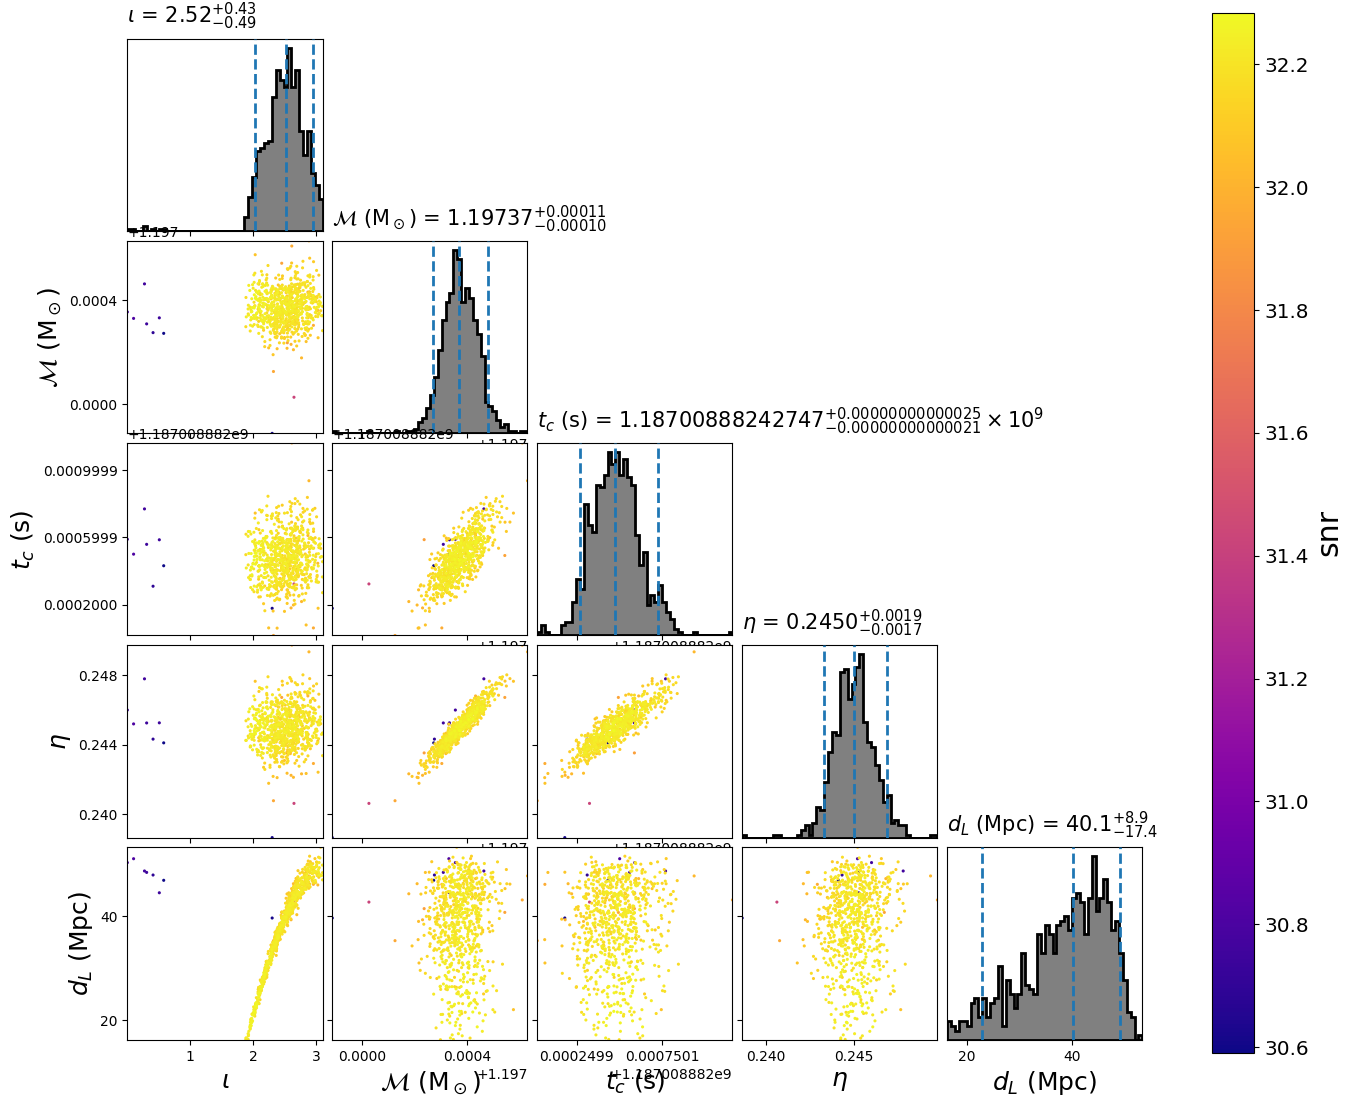 ι = 2.52^{+0.43}_{-0.49}
32.2
32.0
31.8
31.6
31.4
31.2
31.0
30.8
30.6
snr
ℳ (M_⊙) = 1.19737^{+0.00011}_{-0.00010}
+1.197
ℳ (M_⊙)
0.0004
0.0000
t_c (s) = 1.18700888242747^{+0.00000000000025}_{-0.00000000000021} × 10^9
+1.187008882e9
+1.187008882e9
+1.197
t_c (s)
0.0009999
0.0005999
0.0002000
η = 0.2450^{+0.0019}_{-0.0017}
+1.197
+1.187008882e9
η
0.248
0.244
0.240
d_L (Mpc) = 40.1^{+8.9}_{-17.4}
+1.197
+1.187008882e9
d_L (Mpc)
40
20
1 2 3
0.0000 0.0004
0.0002499 0.0007501
0.240 0.245
20 40
+1.197
+1.187008882e9
ι
ℳ (M_⊙)
t_c (s)
η
d_L (Mpc)